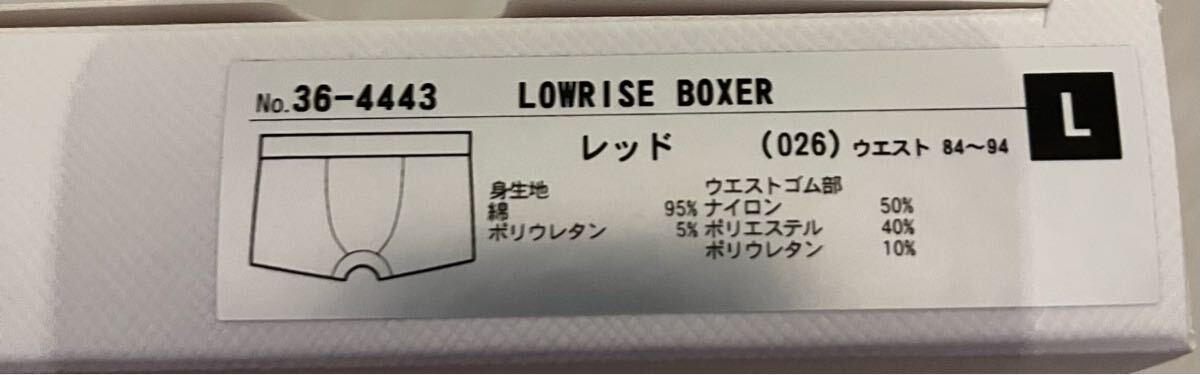 No.36-4443 LOWRISE BOXER
L
レッド (026) ウエスト 84～94
身生地
綿 95%
ポリウレタン 5%
ウエストゴム部
ナイロン 50%
ポリエステル 40%
ポリウレタン 10%